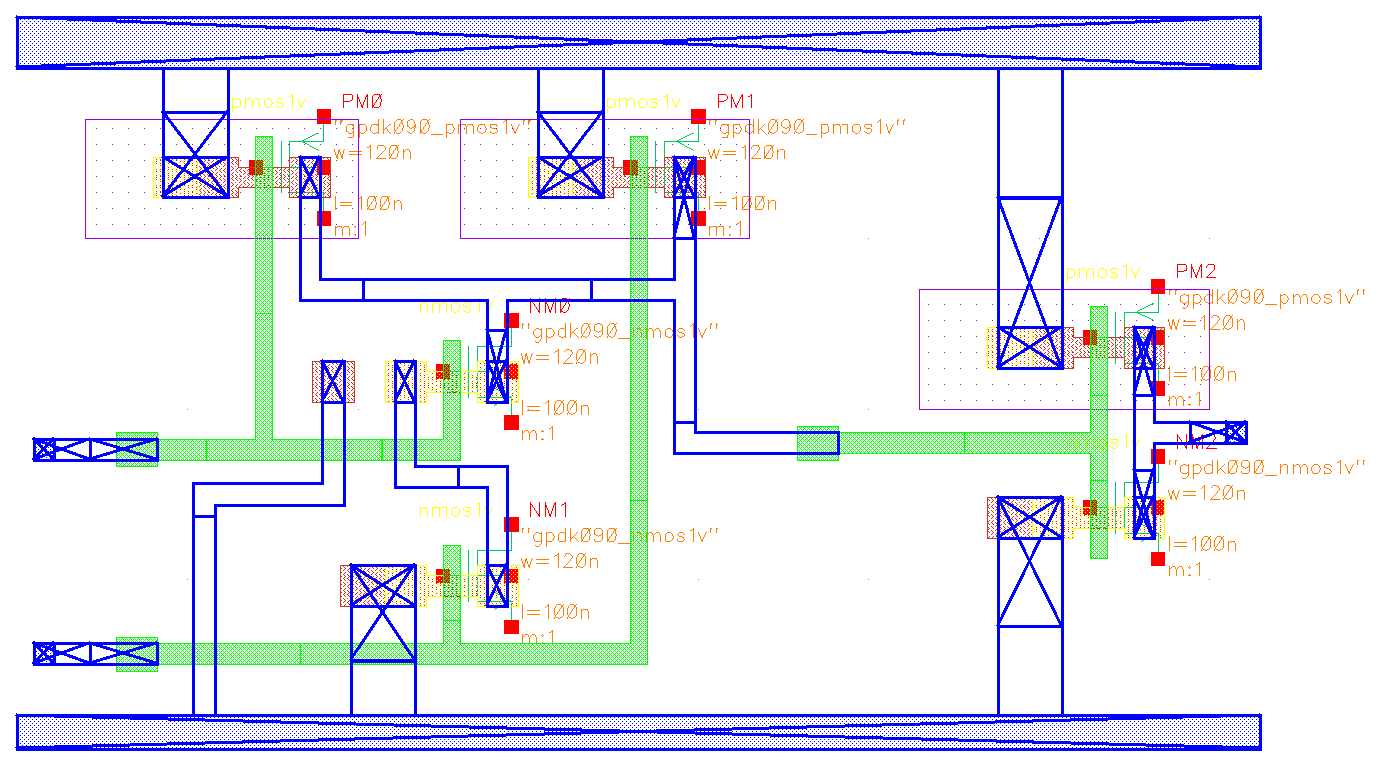 pmos1v PMØ
"gpdkØ9Ø_pmos1v"
w=12Øn
l=1ØØn
m:1
pmos1v PM1
"gpdkØ9Ø_pmos1v"
w=12Øn
l=1ØØn
m:1
nmos1v NMØ
"gpdkØ9Ø_nmos1v"
w=12Øn
l=1ØØn
m:1
pmos1v PM2
"gpdkØ9Ø_pmos1v"
w=12Øn
l=1ØØn
m:1
nmos1v NM2
"gpdkØ9Ø_nmos1v"
w=12Øn
l=1ØØn
m:1
nmos1v NM1
"gpdkØ9Ø_nmos1v"
w=12Øn
l=1ØØn
m:1